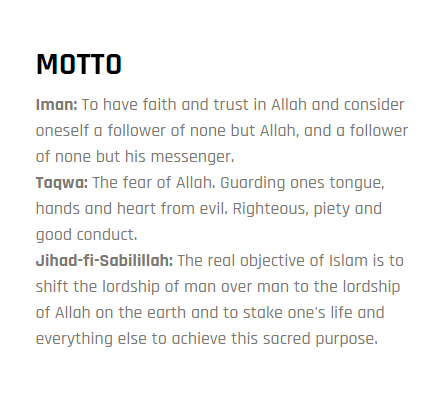 MOTTO
Iman: To have faith and trust in Allah and consider
oneself a follower of none but Allah, and a follower
of none but his messenger.
Taqwa: The fear of Allah. Guarding ones tongue,
hands and heart from evil. Righteous, piety and
good conduct.
Jihad-fi-Sabilillah: The real objective of Islam is to
shift the lordship of man over man to the lordship
of Allah on the earth and to stake one's life and
everything else to achieve this sacred purpose.